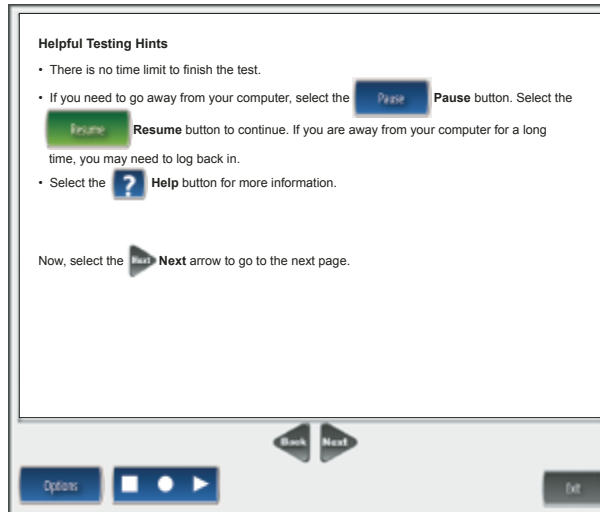 Helpful Testing Hints
• There is no time limit to finish the test.
• If you need to go away from your computer, select the Pause Pause button. Select the
Resume Resume button to continue. If you are away from your computer for a long
time, you may need to log back in.
• Select the ? Help button for more information.
Now, select the Next Next arrow to go to the next page.
Back Next
Options Exit